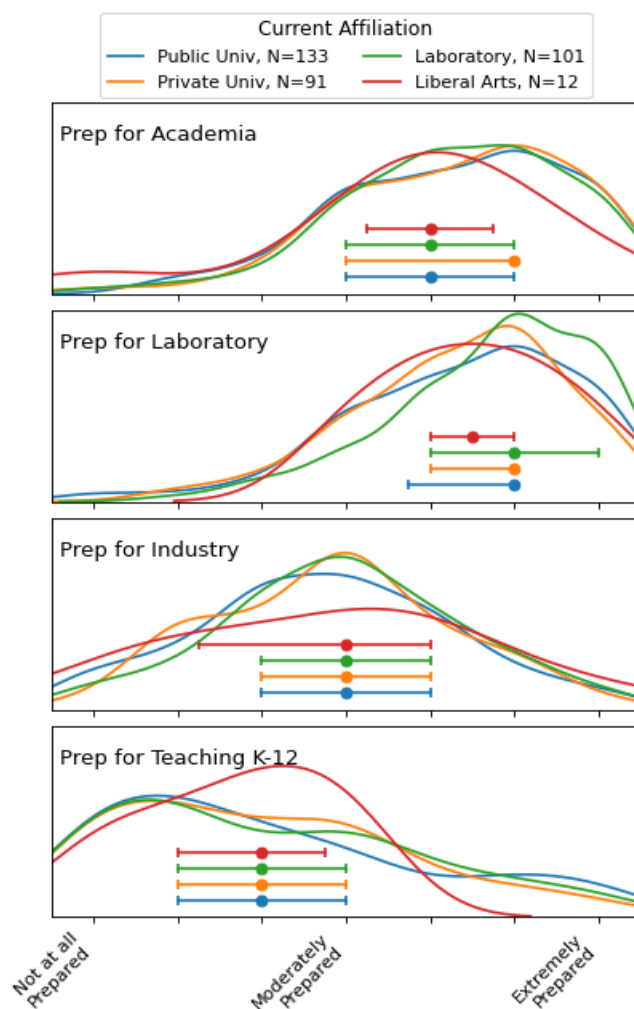 Current Affiliation
Public Univ, N=133
Laboratory, N=101
Private Univ, N=91
Liberal Arts, N=12
Prep for Academia
Prep for Laboratory
Prep for Industry
Prep for Teaching K-12
Not at all
Prepared
Moderately
Prepared
Extremely
Prepared